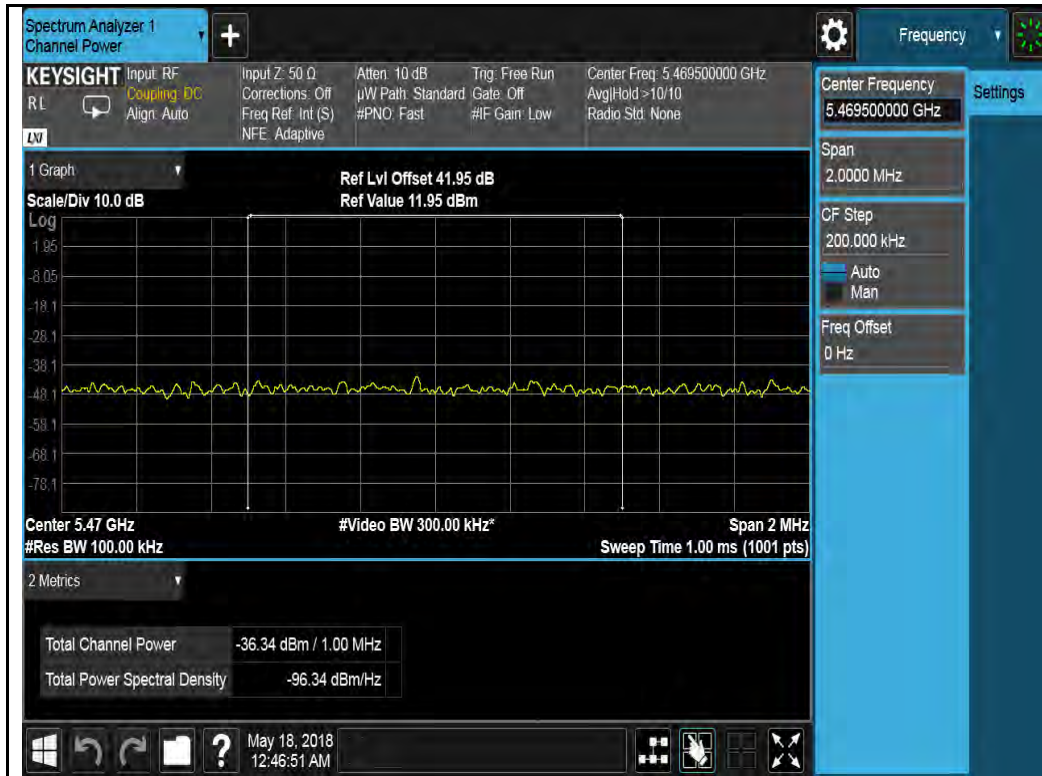 Spectrum Analyzer 1
Channel Power
+
Frequency
KEYSIGHT
RL
LXI
Input: RF
Coupling: DC
Align: Auto
Input Z: 50 Ω
Corrections: Off
Freq Ref: Int (S)
NFE: Adaptive
Atten: 10 dB
µW Path: Standard
#PNO: Fast
Trig: Free Run
Gate: Off
#IF Gain: Low
Center Freq: 5.469500000 GHz
Avg|Hold >10/10
Radio Std: None
Center Frequency
5.469500000 GHz
Settings
Span
2.0000 MHz
CF Step
200.000 kHz
Auto
Man
Freq Offset
0 Hz
1 Graph
Ref Lvl Offset 41.95 dB
Scale/Div 10.0 dB
Ref Value 11.95 dBm
Log
1.95
-8.05
-18.1
-28.1
-38.1
-48.1
-58.1
-68.1
-78.1
Center 5.47 GHz
#Video BW 300.00 kHz*
Span 2 MHz
#Res BW 100.00 kHz
Sweep Time 1.00 ms (1001 pts)
2 Metrics
Total Channel Power -36.34 dBm / 1.00 MHz
Total Power Spectral Density -96.34 dBm/Hz
?
May 18, 2018
12:46:51 AM